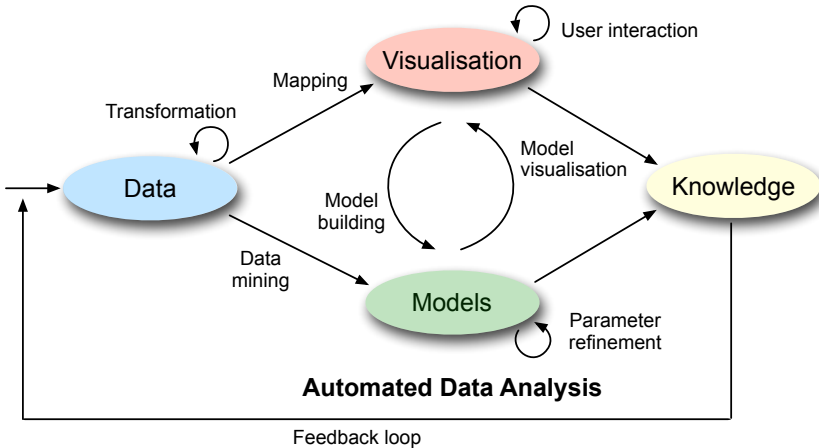 User interaction
Visualisation
Mapping
Transformation
Model
visualisation
Data
Knowledge
Model
building
Data
mining
Models
Parameter
refinement
Automated Data Analysis
Feedback loop